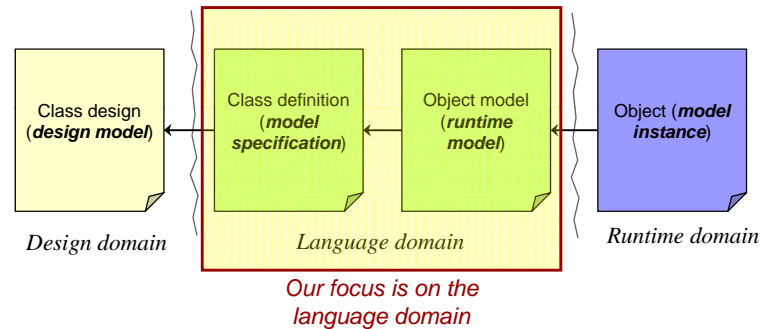 Class design
(design model)
Class definition
(model
specification)
Object model
(runtime
model)
Object (model
instance)
Design domain
Language domain
Runtime domain
Our focus is on the
language domain